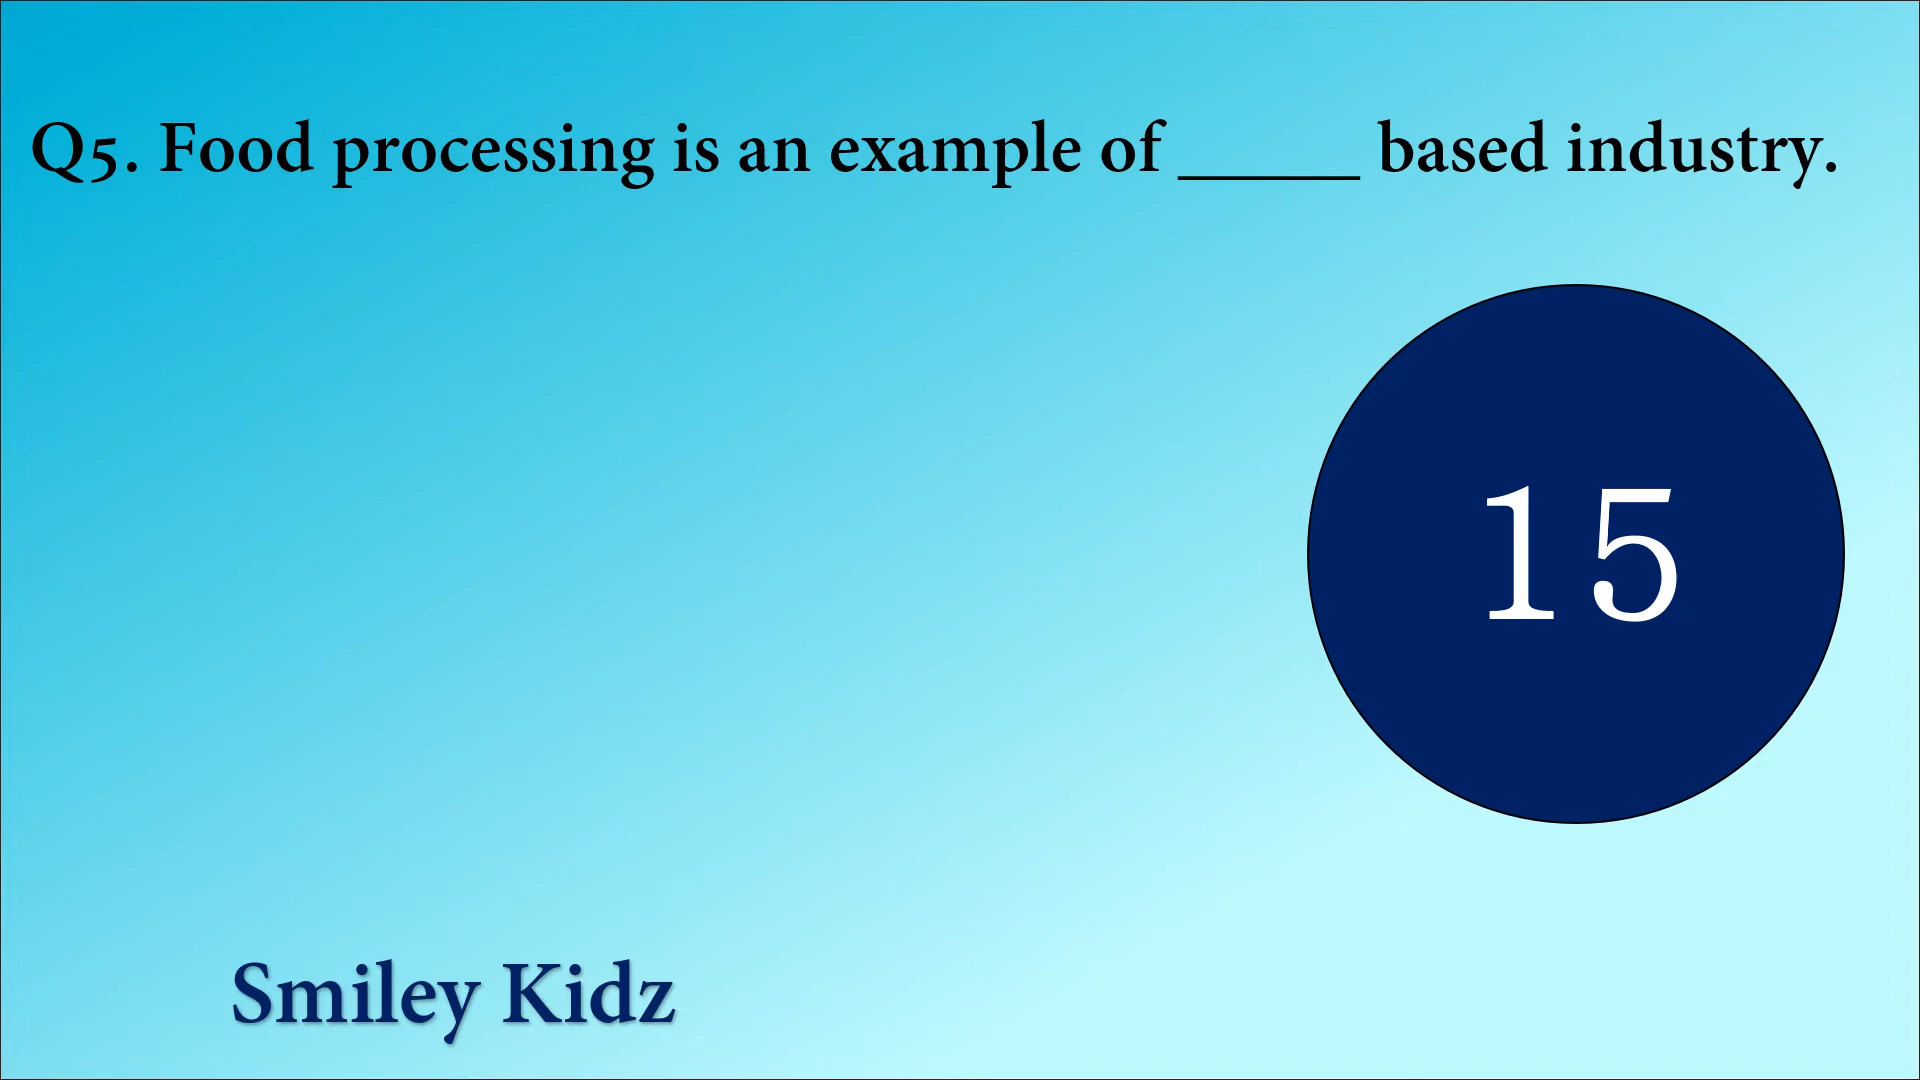 Q5. Food processing is an example of _____ based industry.
15
Smiley Kidz